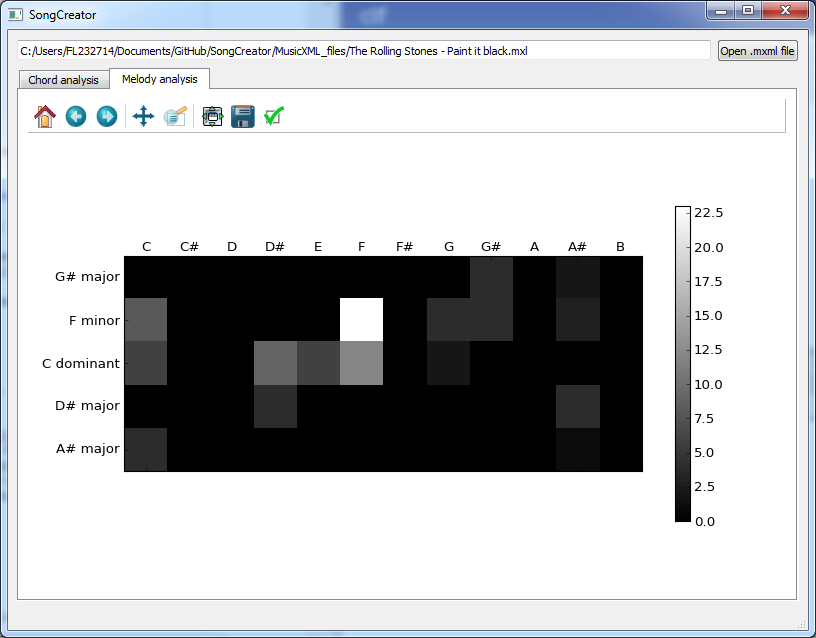 SongCreator
C:/Users/FL232714/Documents/GitHub/SongCreator/MusicXML_files/The Rolling Stones - Paint it black.mxl
Open .mxml file
Chord analysis
Melody analysis
C C# D D# E F F# G G# A A# B
G# major
F minor
C dominant
D# major
A# major
22.5
20.0
17.5
15.0
12.5
10.0
7.5
5.0
2.5
0.0